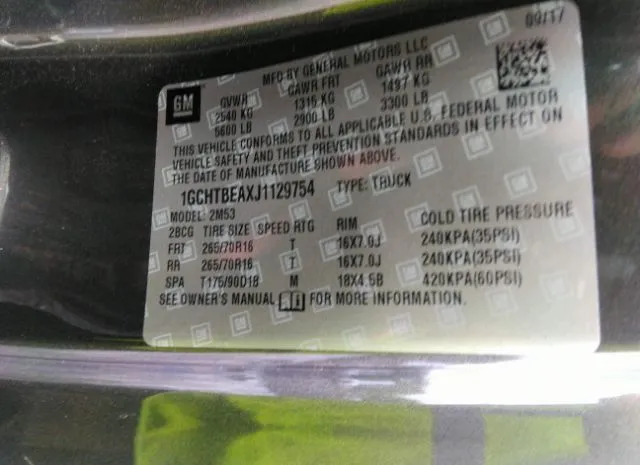 09/17
MFD BY GENERAL MOTORS LLC
GM
GVWR GAWR FRT GAWR RR
2540 KG 1315 KG 1497 KG
5600 LB 2900 LB 3300 LB
THIS VEHICLE CONFORMS TO ALL APPLICABLE U.S. FEDERAL MOTOR
VEHICLE SAFETY AND THEFT PREVENTION STANDARDS IN EFFECT ON
THE DATE OF MANUFACTURE SHOWN ABOVE.
1GCHTBEAXJ1129754 TYPE: TRUCK
MODEL: 2M53
2BCG TIRE SIZE SPEED RTG RIM COLD TIRE PRESSURE
FRT 265/70R16 T 16X7.0J 240KPA(35PSI)
RR 265/70R16 T 16X7.0J 240KPA(35PSI)
SPA T175/90D18 M 18X4.5B 420KPA(60PSI)
SEE OWNER'S MANUAL FOR MORE INFORMATION.